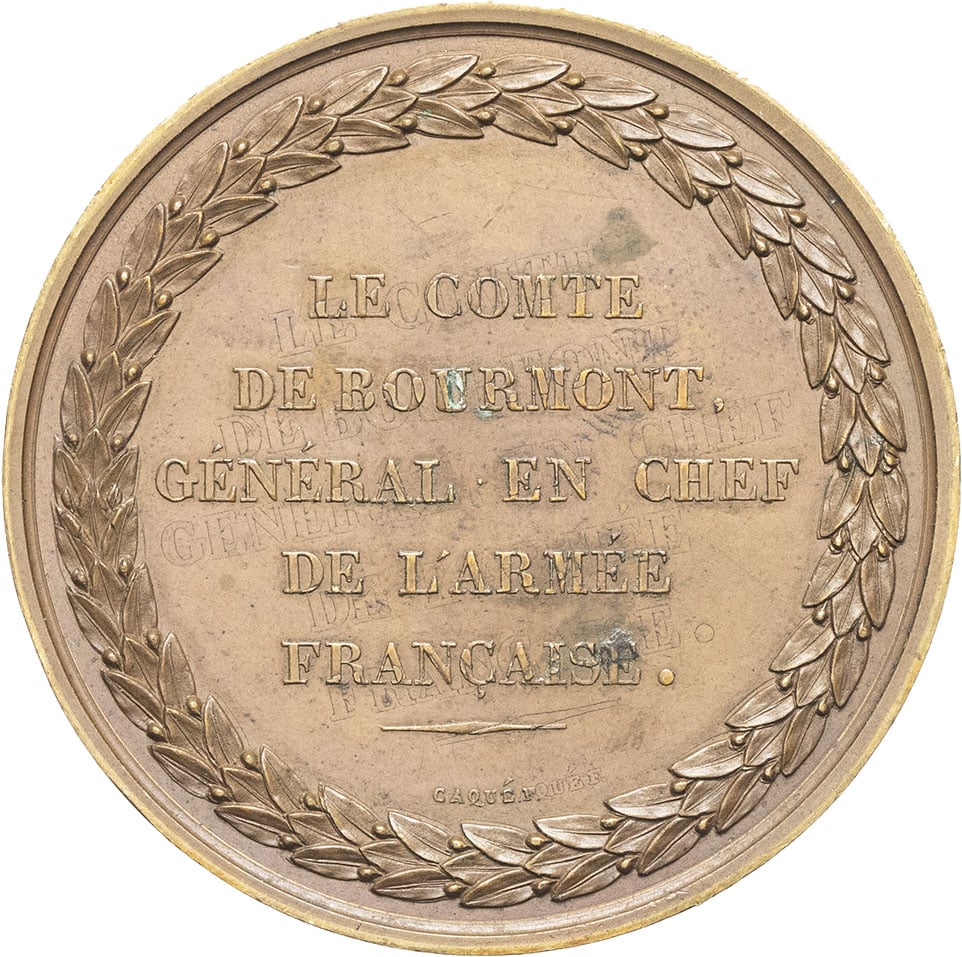 LE COMTE
DE BOURMONT,
GÉNÉRAL EN CHEF
DE L'ARMÉE
FRANÇAISE.
CAQUÉ.F.